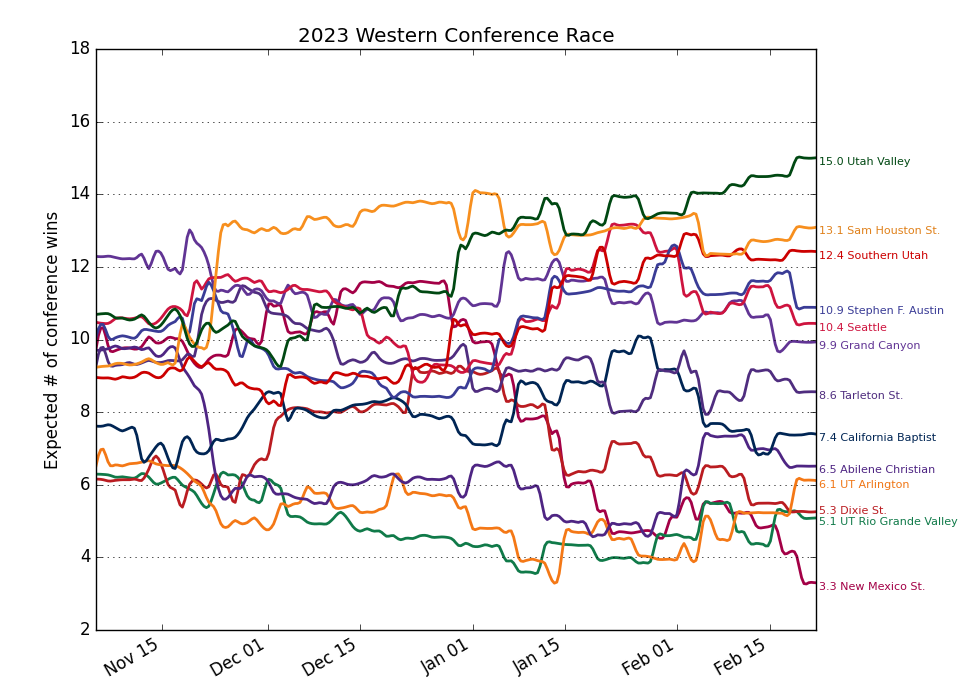 2023 Western Conference Race
Expected # of conference wins
18
16
14
12
10
8
6
4
2
Nov 15
Dec 01
Dec 15
Jan 01
Jan 15
Feb 01
Feb 15
15.0 Utah Valley
13.1 Sam Houston St.
12.4 Southern Utah
10.9 Stephen F. Austin
10.4 Seattle
9.9 Grand Canyon
8.6 Tarleton St.
7.4 California Baptist
6.5 Abilene Christian
6.1 UT Arlington
5.3 Dixie St.
5.1 UT Rio Grande Valley
3.3 New Mexico St.